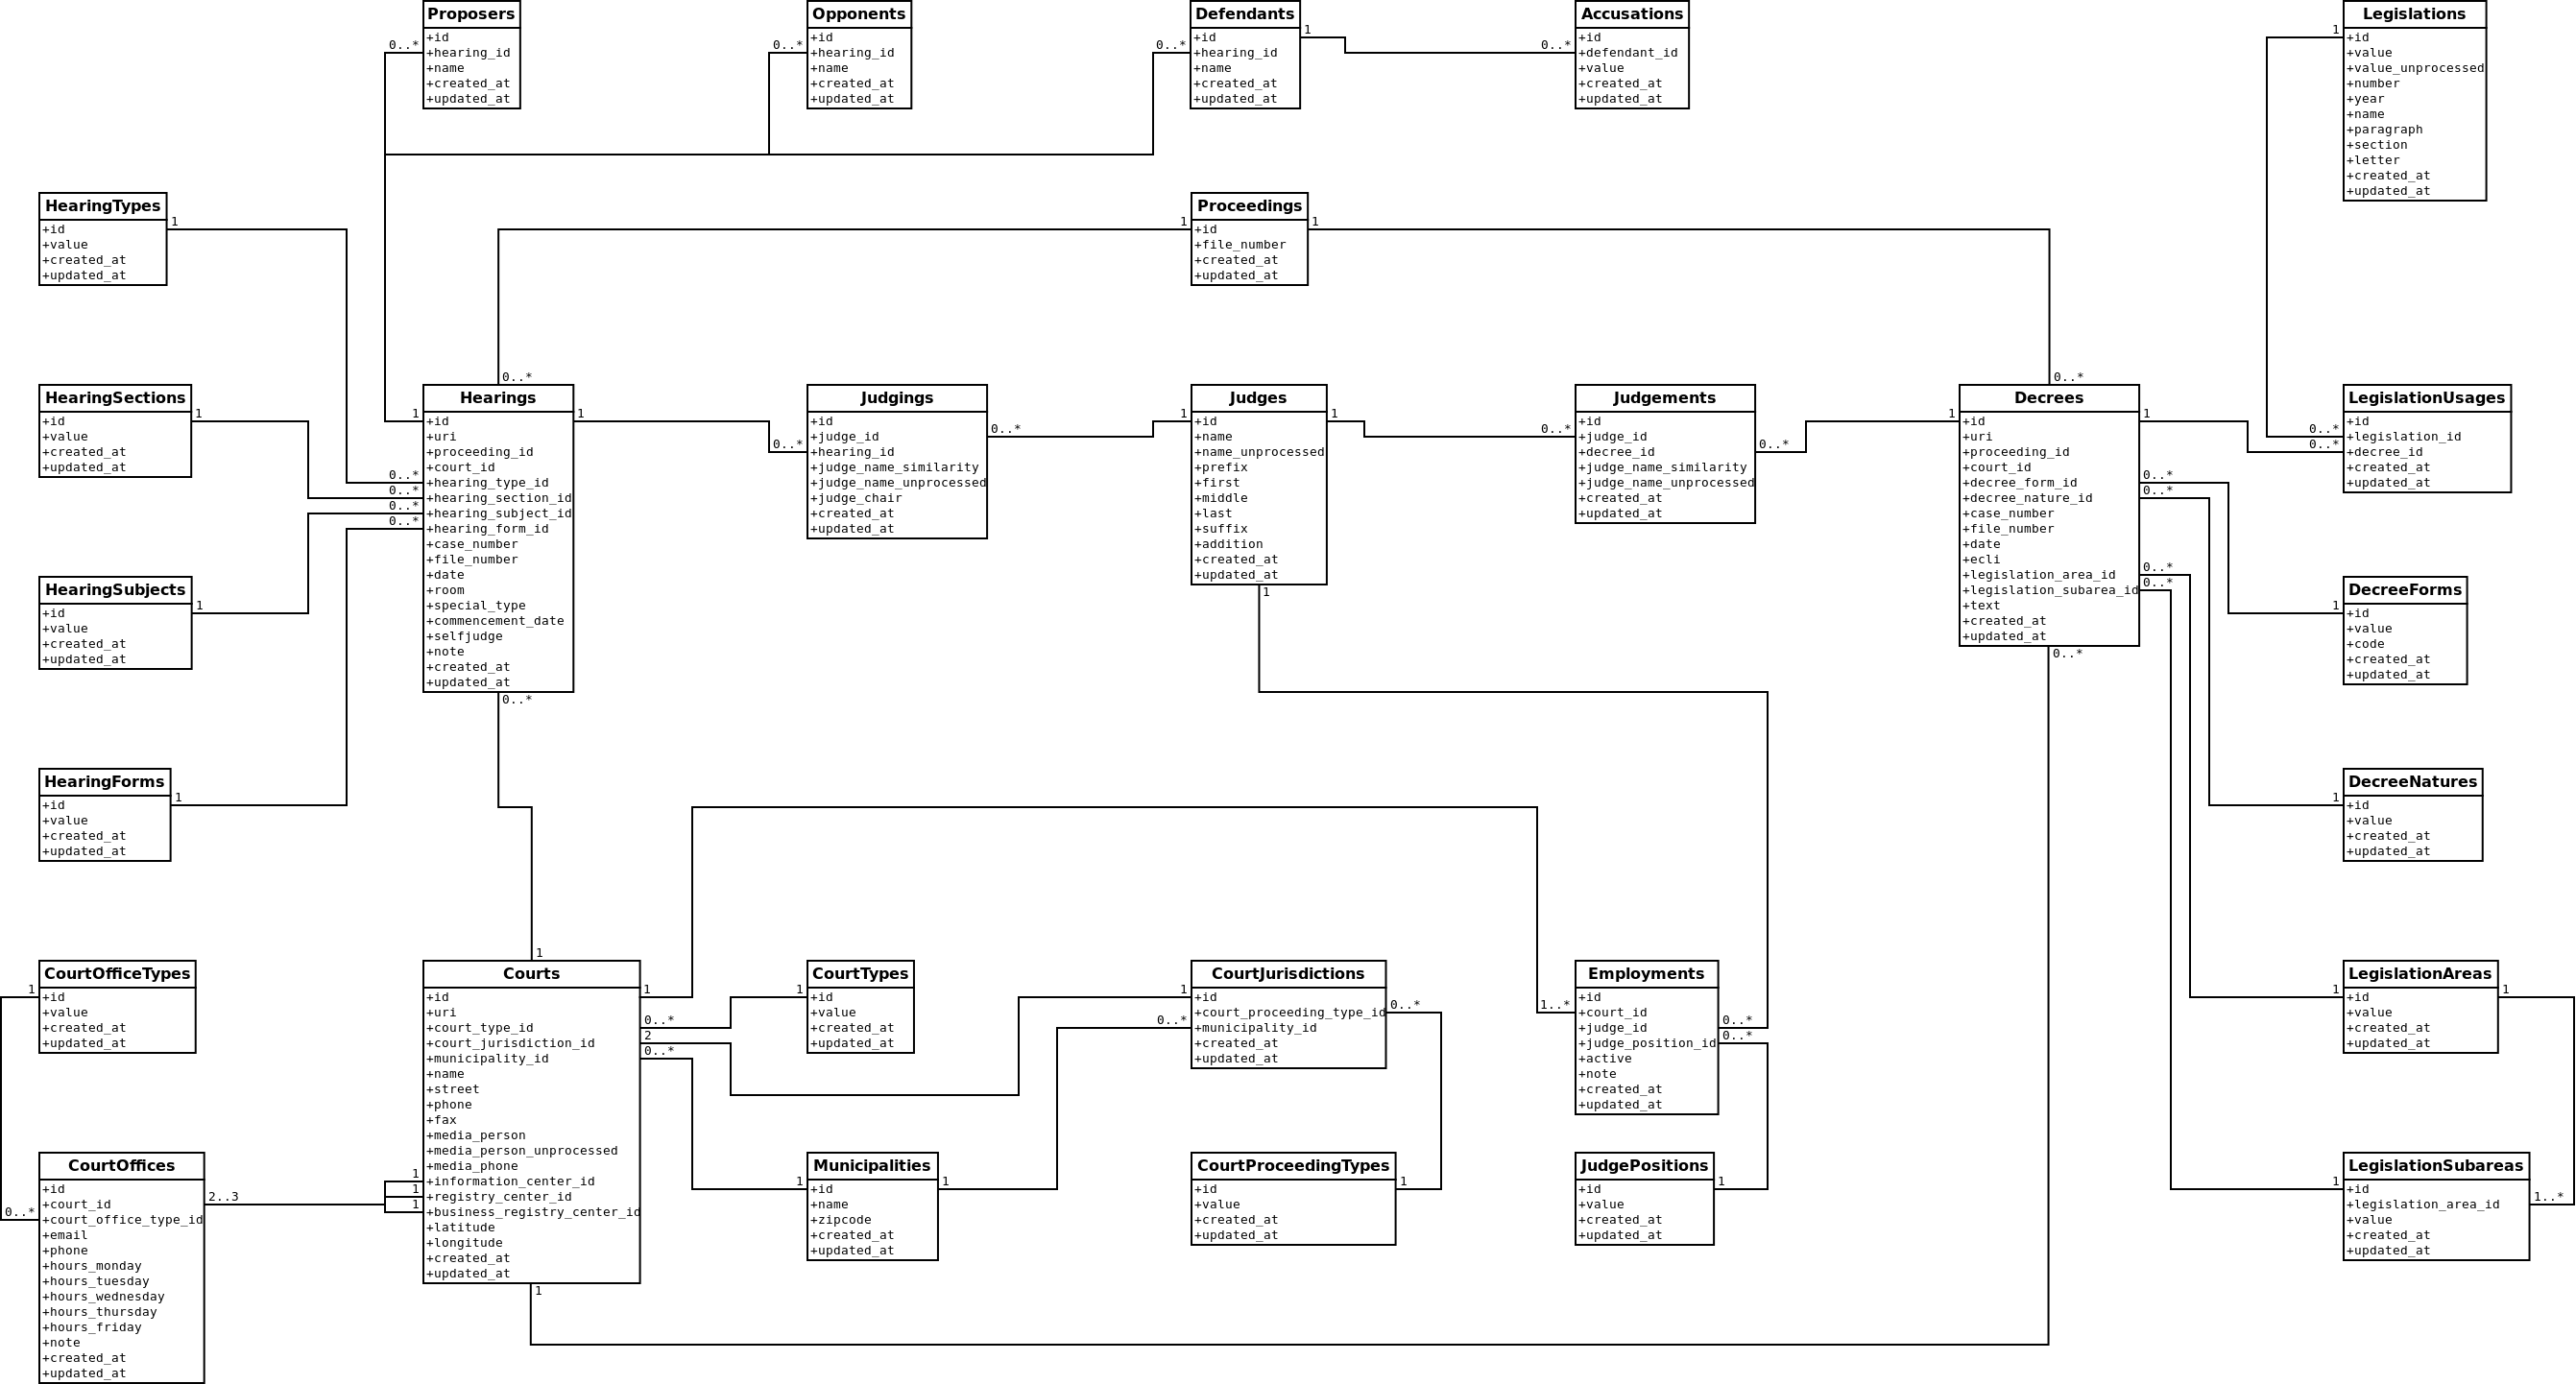 Proposers
+id
+hearing_id
+name
+created_at
+updated_at
0..*
Opponents
+id
+hearing_id
+name
+created_at
+updated_at
0..*
Defendants
+id
+hearing_id
+name
+created_at
+updated_at
0..*
1
Accusations
+id
+defendant_id
+value
+created_at
+updated_at
0..*
Legislations
+id
+value
+value_unprocessed
+number
+year
+name
+paragraph
+section
+letter
+created_at
+updated_at
1
HearingTypes
+id
+value
+created_at
+updated_at
1
Proceedings
+id
+file_number
+created_at
+updated_at
1
1
HearingSections
+id
+value
+created_at
+updated_at
1
Hearings
+id
+uri
+proceeding_id
+court_id
+hearing_type_id
+hearing_section_id
+hearing_subject_id
+hearing_form_id
+case_number
+file_number
+date
+room
+special_type
+commencement_date
+selfjudge
+note
+created_at
+updated_at
0..*
1
1
0..*
0..*
0..*
0..*
0..*
Judgings
+id
+judge_id
+hearing_id
+judge_name_similarity
+judge_name_unprocessed
+judge_chair
+created_at
+updated_at
0..*
0..*
Judges
+id
+name
+name_unprocessed
+prefix
+first
+middle
+last
+suffix
+addition
+created_at
+updated_at
1
1
1
Judgements
+id
+judge_id
+decree_id
+judge_name_similarity
+judge_name_unprocessed
+created_at
+updated_at
0..*
0..*
Decrees
+id
+uri
+proceeding_id
+court_id
+decree_form_id
+decree_nature_id
+case_number
+file_number
+date
+ecli
+legislation_area_id
+legislation_subarea_id
+text
+created_at
+updated_at
0..*
1
1
0..*
0..*
0..*
0..*
0..*
LegislationUsages
+id
+legislation_id
+decree_id
+created_at
+updated_at
0..*
0..*
HearingSubjects
+id
+value
+created_at
+updated_at
1
DecreeForms
+id
+value
+code
+created_at
+updated_at
1
HearingForms
+id
+value
+created_at
+updated_at
1
DecreeNatures
+id
+value
+created_at
+updated_at
1
CourtOfficeTypes
+id
+value
+created_at
+updated_at
1
Courts
+id
+uri
+court_type_id
+court_jurisdiction_id
+municipality_id
+name
+street
+phone
+fax
+media_person
+media_person_unprocessed
+media_phone
+information_center_id
+registry_center_id
+business_registry_center_id
+latitude
+longitude
+created_at
+updated_at
1
1
0..*
2
0..*
1
1
1
1
CourtTypes
+id
+value
+created_at
+updated_at
1
CourtJurisdictions
+id
+court_proceeding_type_id
+municipality_id
+created_at
+updated_at
1
0..*
0..*
Employments
+id
+court_id
+judge_id
+judge_position_id
+active
+note
+created_at
+updated_at
1..*
0..*
0..*
LegislationAreas
+id
+value
+created_at
+updated_at
1
1
CourtOffices
+id
+court_id
+court_office_type_id
+email
+phone
+hours_monday
+hours_tuesday
+hours_wednesday
+hours_thursday
+hours_friday
+note
+created_at
+updated_at
2..3
0..*
Municipalities
+id
+name
+zipcode
+created_at
+updated_at
1
1
CourtProceedingTypes
+id
+value
+created_at
+updated_at
1
JudgePositions
+id
+value
+created_at
+updated_at
1
LegislationSubareas
+id
+legislation_area_id
+value
+created_at
+updated_at
1
1..*